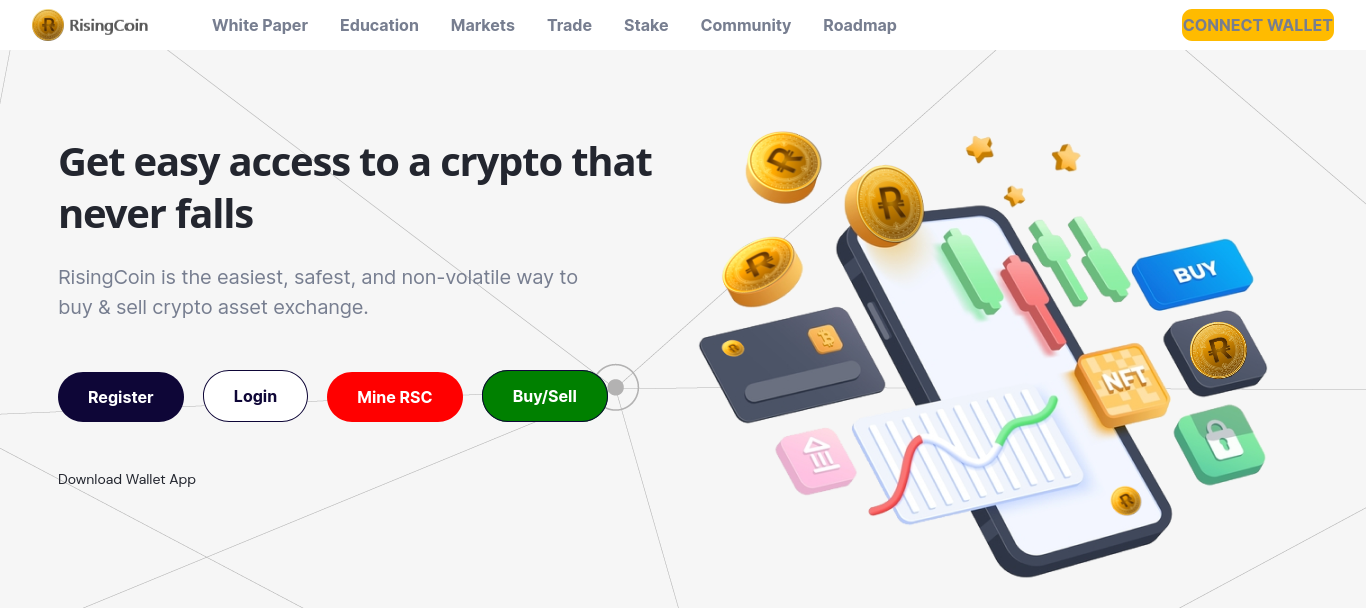 RisingCoin
White Paper
Education
Markets
Trade
Stake
Community
Roadmap
CONNECT WALLET
Get easy access to a crypto that
never falls
RisingCoin is the easiest, safest, and non-volatile way to
buy & sell crypto asset exchange.
Register
Login
Mine RSC
Buy/Sell
Download Wallet App
BUY
NFT